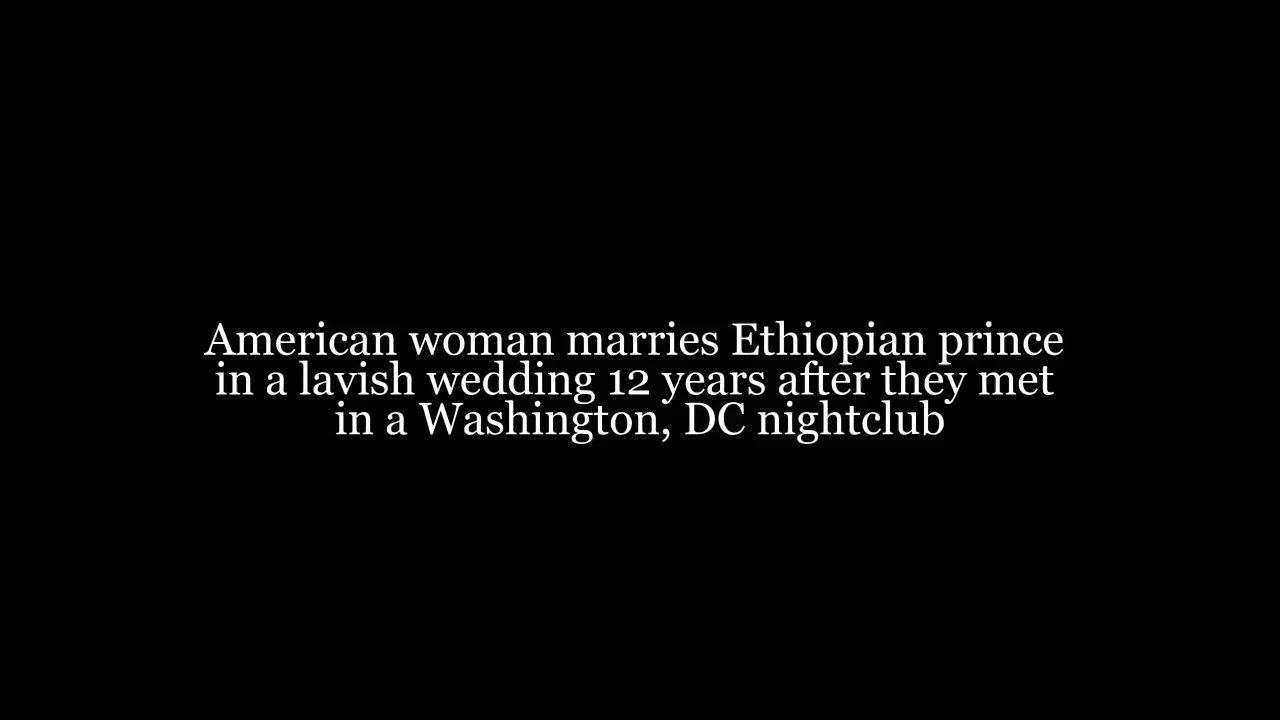 American woman marries Ethiopian prince
in a lavish wedding 12 years after they met
in a Washington, DC nightclub